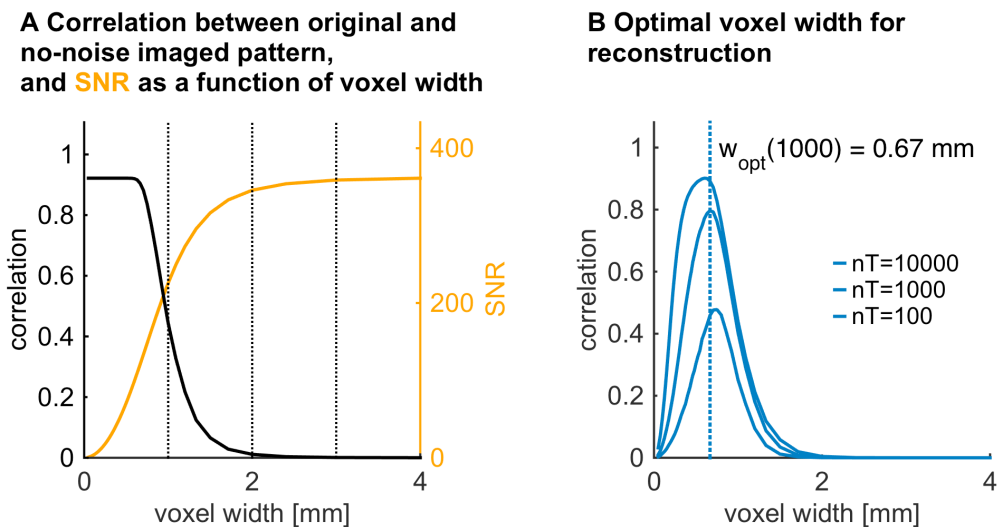 A Correlation between original and
no-noise imaged pattern,
and SNR as a function of voxel width
1
0.8
0.6
0.4
0.2
0
correlation
0
2
4
voxel width [mm]
400
200
0
SNR
B Optimal voxel width for
reconstruction
w_opt(1000) = 0.67 mm
1
0.8
0.6
0.4
0.2
0
correlation
nT=10000
nT=1000
nT=100
0
2
4
voxel width [mm]